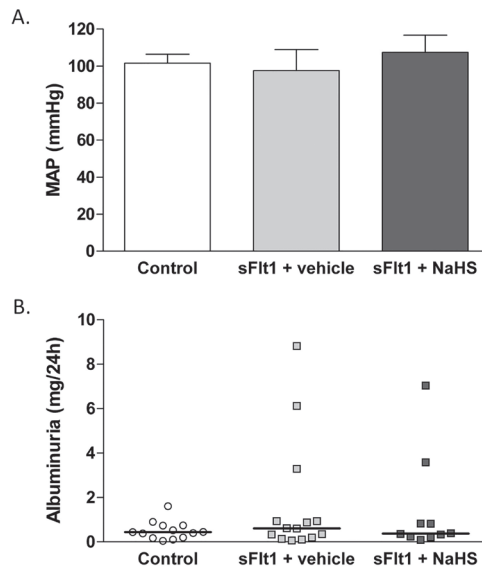 A.
120
100
80
60
40
20
0
MAP (mmHg)
Control
sFlt1 + vehicle
sFlt1 + NaHS
B.
10
8
6
4
2
0
Albuminuria (mg/24h)
Control
sFlt1 + vehicle
sFlt1 + NaHS